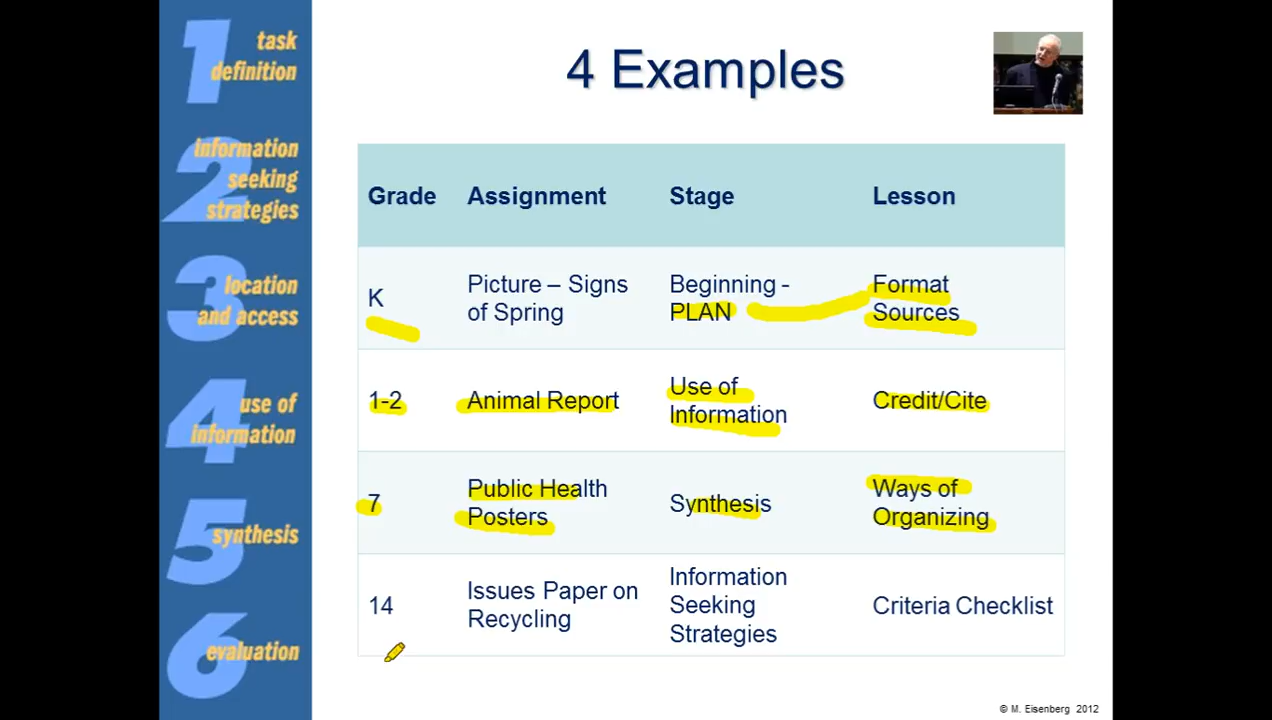 1
task
definition
2
information
seeking
strategies
3
location
and access
4
use of
information
5
synthesis
6
evaluation
4 Examples
Grade Assignment Stage Lesson
K
Picture – Signs
of Spring
Beginning -
PLAN
Format
Sources
1-2
Animal Report
Use of
Information
Credit/Cite
7
Public Health
Posters
Synthesis
Ways of
Organizing
14
Issues Paper on
Recycling
Information
Seeking
Strategies
Criteria Checklist
© M. Eisenberg 2012